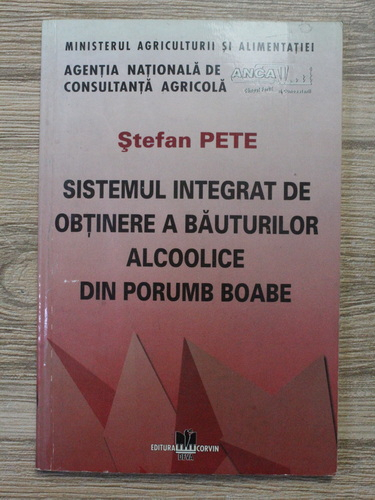 MINISTERUL AGRICULTURII ȘI ALIMENTAȚIEI
AGENȚIA NAȚIONALĂ DE
CONSULTANȚĂ AGRICOLĂ
ANCA
Ștefan PETE
SISTEMUL INTEGRAT DE
OBȚINERE A BĂUTURILOR
ALCOOLICE
DIN PORUMB BOABE
EDITURA CORVIN
DEVA